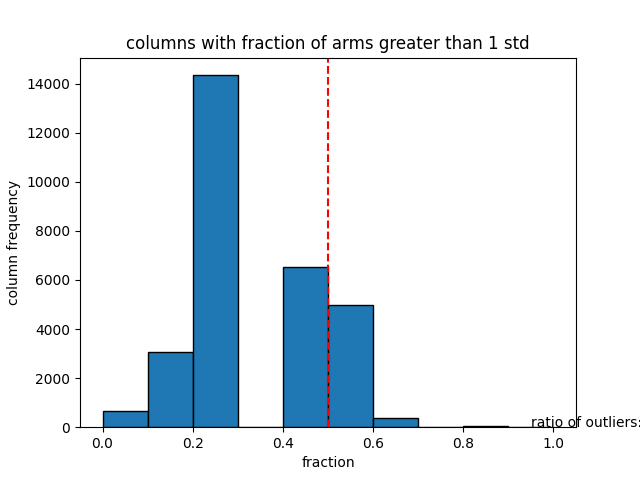 columns with fraction of arms greater than 1 std
14000
12000
10000
8000
6000
4000
2000
0
column frequency
ratio of outliers:
0.0 0.2 0.4 0.6 0.8 1.0
fraction